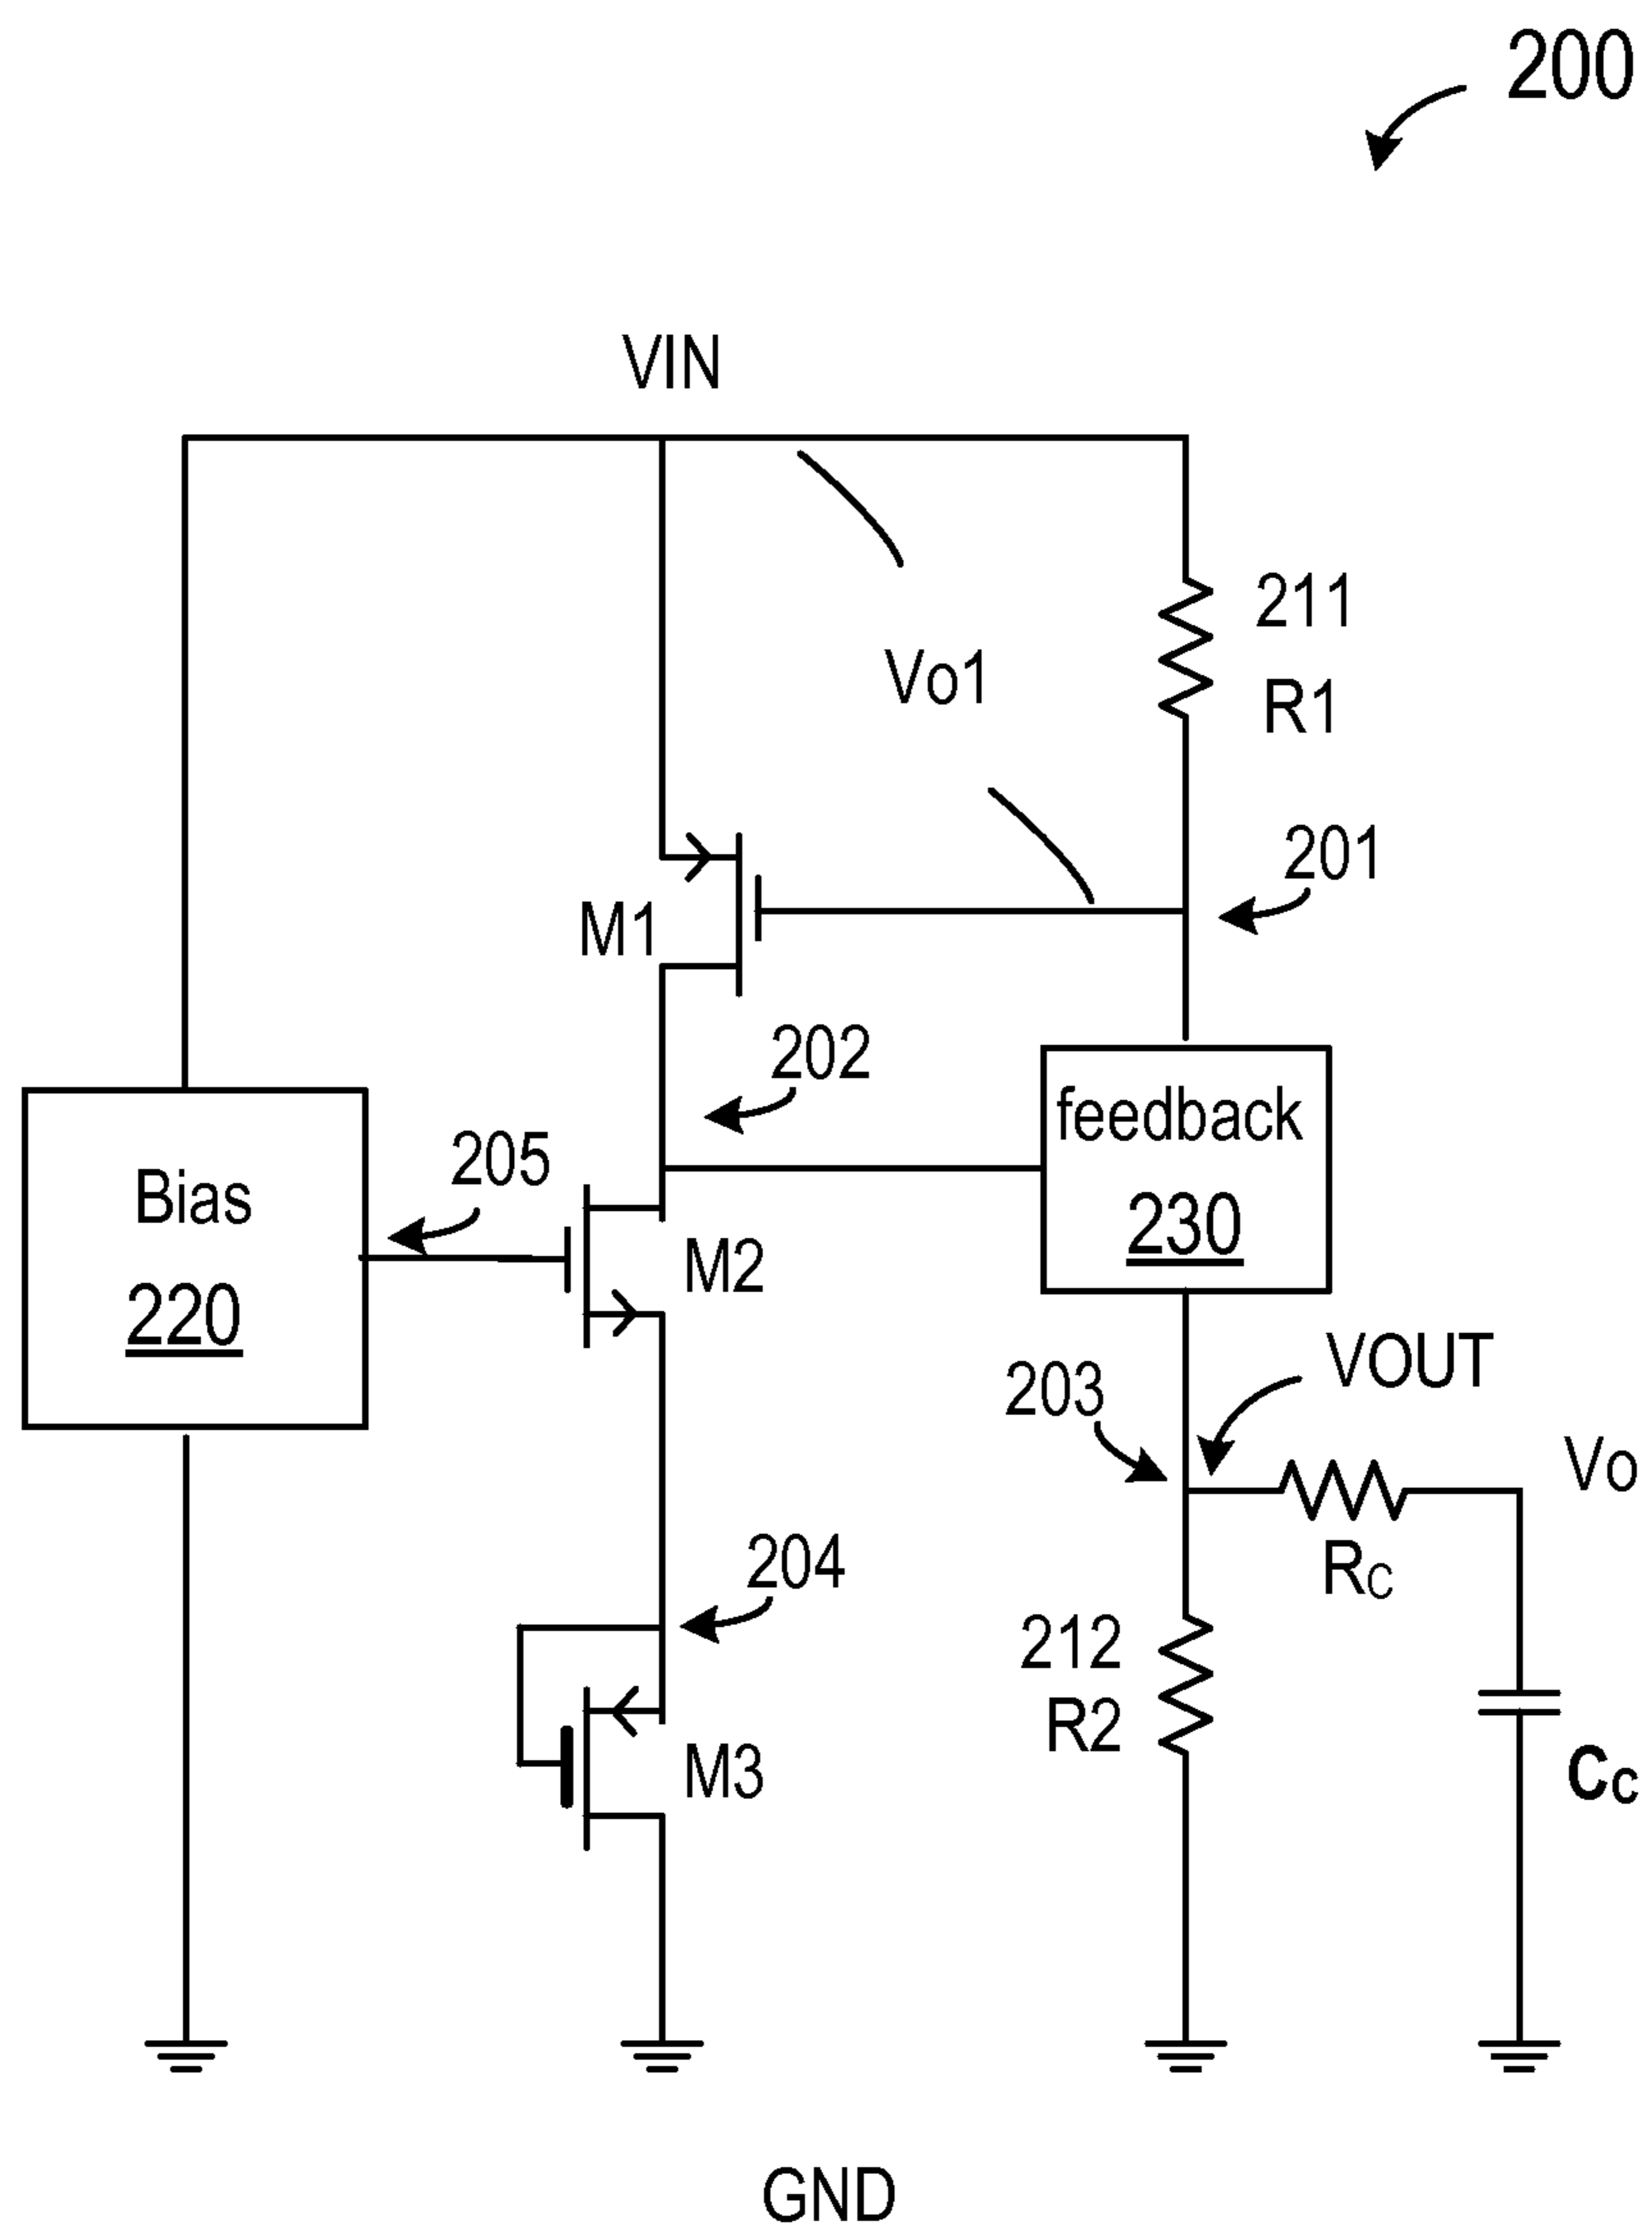 200
VIN
211
Vo1
R1
201
M1
202
feedback
205
Bias
230
M2
220
VOUT
203
Vo
204
RC
212
R2
M3
Cc
GND